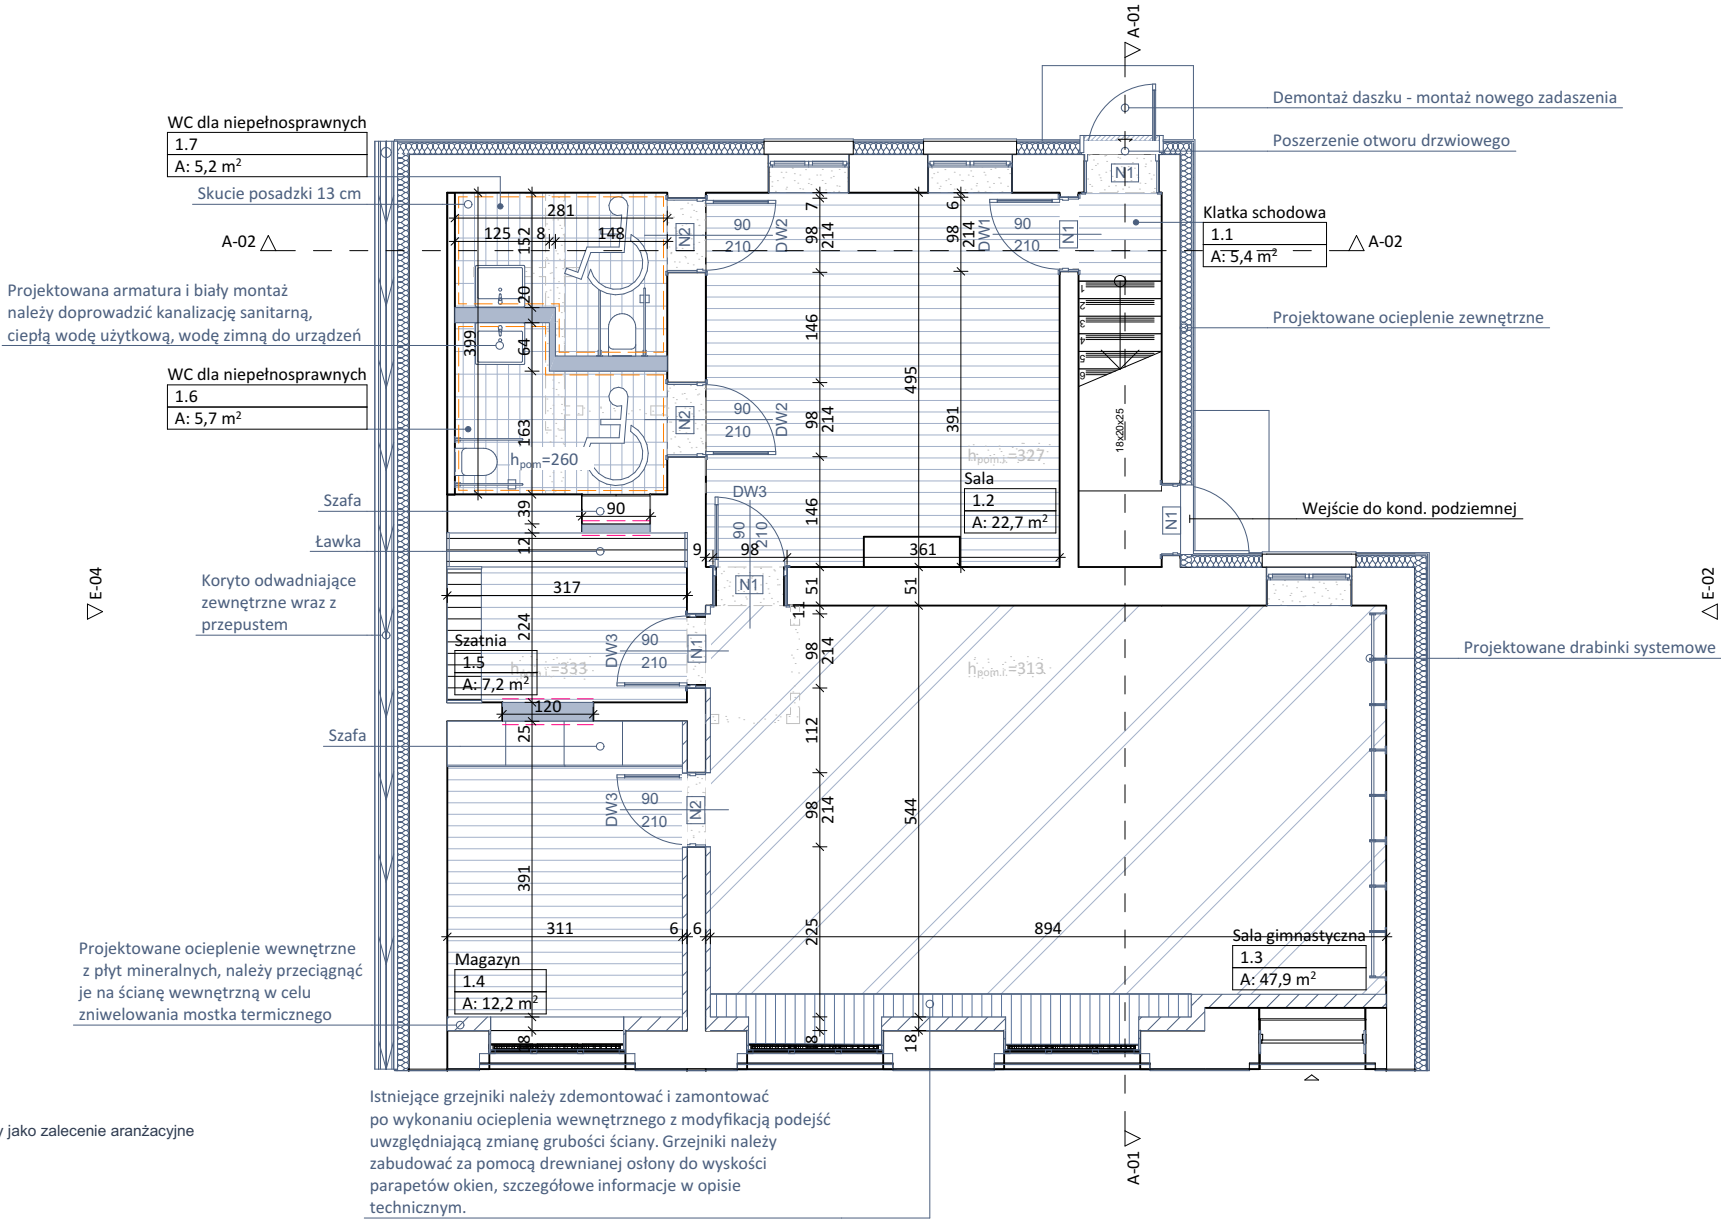 A-01
Demontaż daszku - montaż nowego zadaszenia
Poszerzenie otworu drzwiowego
WC dla niepełnosprawnych
1.7
A: 5,2 m²
Skucie posadzki 13 cm
A-02
Projektowana armatura i biały montaż
należy doprowadzić kanalizację sanitarną,
ciepłą wodę użytkową, wodę zimną do urządzeń
WC dla niepełnosprawnych
1.6
A: 5,7 m²
Szafa
Ławka
Koryto odwadniające
zewnętrzne wraz z
przepustem
E-04
Szafa
Projektowane ocieplenie wewnętrzne
z płyt mineralnych, należy przeciągnąć
je na ścianę wewnętrzną w celu
zniwelowania mostka termicznego
y jako zalecenie aranżacyjne
281
125
8
148
152
20
64
399
163
h pom=260
39
90
12
317
224
Szatnia
1.5
A: 7,2 m²
h =333
120
25
391
311
6
6
Magazyn
1.4
A: 12,2 m²
8
N2
90
210
DW2
N2
90
210
DW2
7
98
214
146
98
214
146
495
6
98
214
391
DW1
90
210
N1
N1
h pom.i.=327
Sala
1.2
A: 22,7 m²
DW3
90
210
9
98
361
N1
51
51
11
DW3
90
210
N1
98
214
h pom.i.=313
112
DW3
90
210
N2
98
214
544
225
894
8
18
Sala gimnastyczna
1.3
A: 47,9 m²
Klatka schodowa
1.1
A: 5,4 m²
A-02
1
2
3
4
5
6
18x20x25
Projektowane ocieplenie zewnętrzne
N1
Wejście do kond. podziemnej
E-02
Projektowane drabinki systemowe
Istniejące grzejniki należy zdemontować i zamontować
po wykonaniu ocieplenia wewnętrznego z modyfikacją podejść
uwzględniającą zmianę grubości ściany. Grzejniki należy
zabudować za pomocą drewnianej osłony do wyskości
parapetów okien, szczegółowe informacje w opisie
technicznym.
A-01